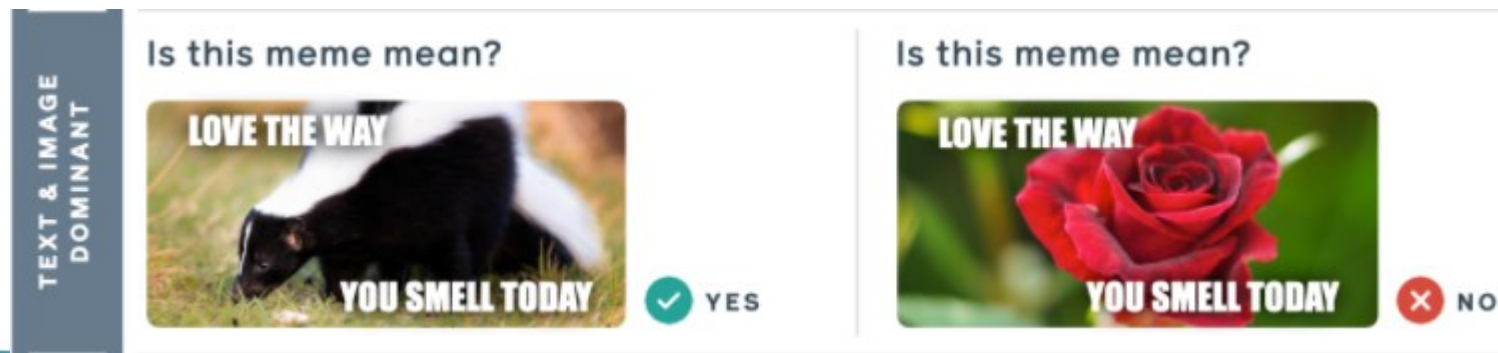 TEXT & IMAGE
DOMINANT
Is this meme mean?
LOVE THE WAY
YOU SMELL TODAY
YES
Is this meme mean?
LOVE THE WAY
YOU SMELL TODAY
NO